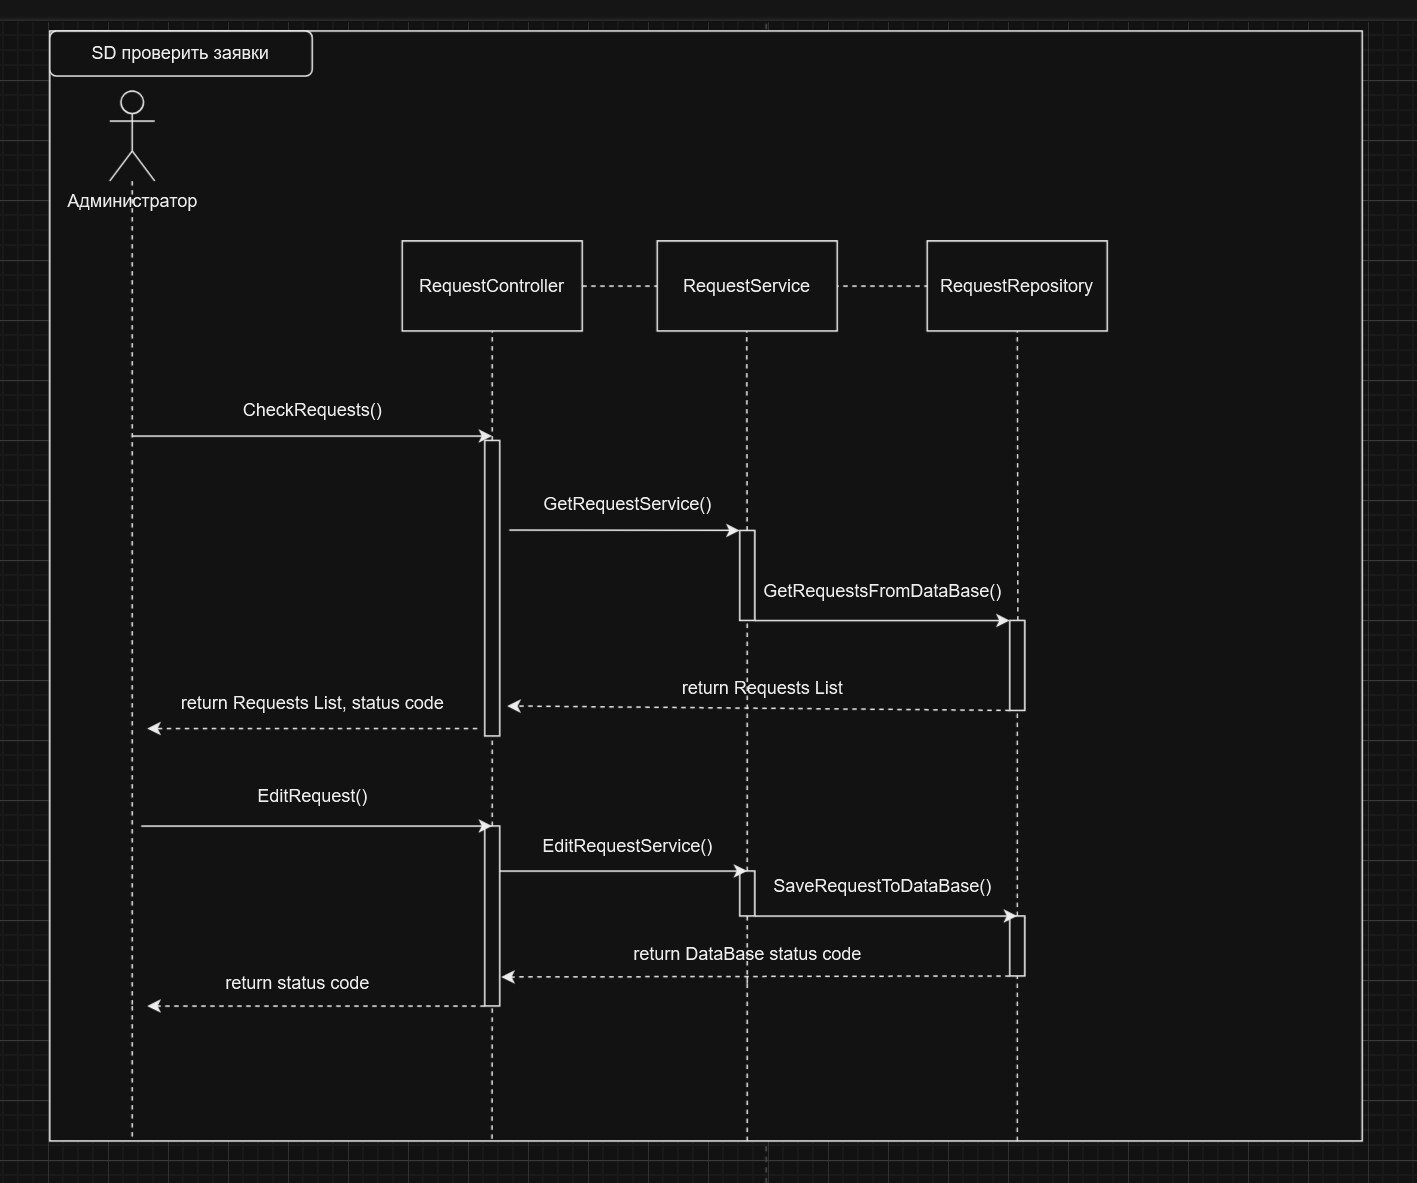 SD проверить заявки
Администратор
RequestController
RequestService
RequestRepository
CheckRequests()
GetRequestService()
GetRequestsFromDataBase()
return Requests List
return Requests List, status code
EditRequest()
EditRequestService()
SaveRequestToDataBase()
return DataBase status code
return status code